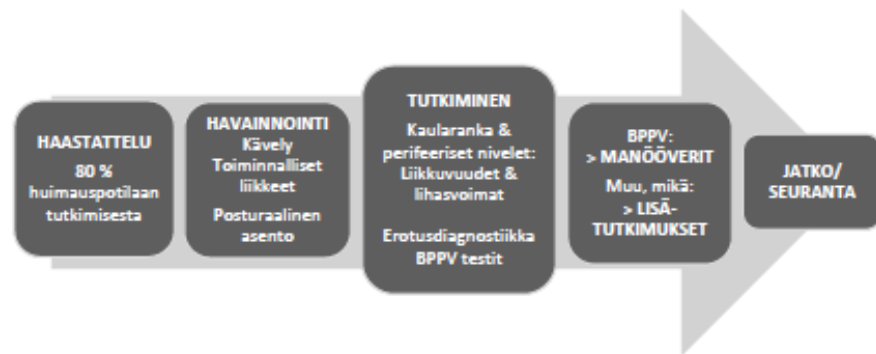 HAASTATTELU
80 %
huimauspotilaan
tutkimisesta
HAVAINNOINTI
Kävely
Toiminnalliset
liikkeet
Posturaalinen
asento
TUTKIMINEN
Kaularanka &
perifeeriset nivelet:
Liikkuvuudet &
lihasvoimat
Erotusdiagnostiikka
BPPV testit
BPPV:
> MANÖÖVERIT
Muu, mikä:
> LISÄ-
TUTKIMUKSET
JATKO/
SEURANTA